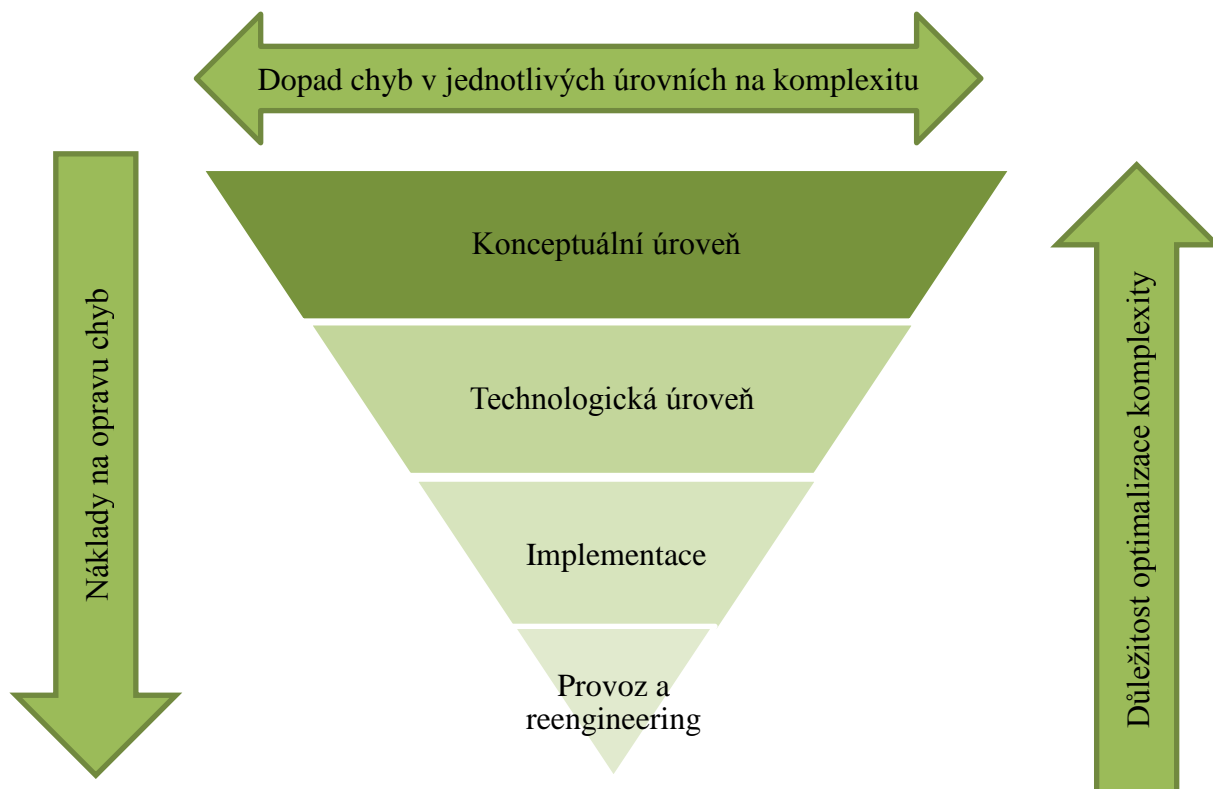 Dopad chyb v jednotlivých úrovních na komplexitu
Náklady na opravu chyb
Konceptuální úroveň
Technologická úroveň
Implementace
Provoz a
reengineering
Důležitost optimalizace komplexity